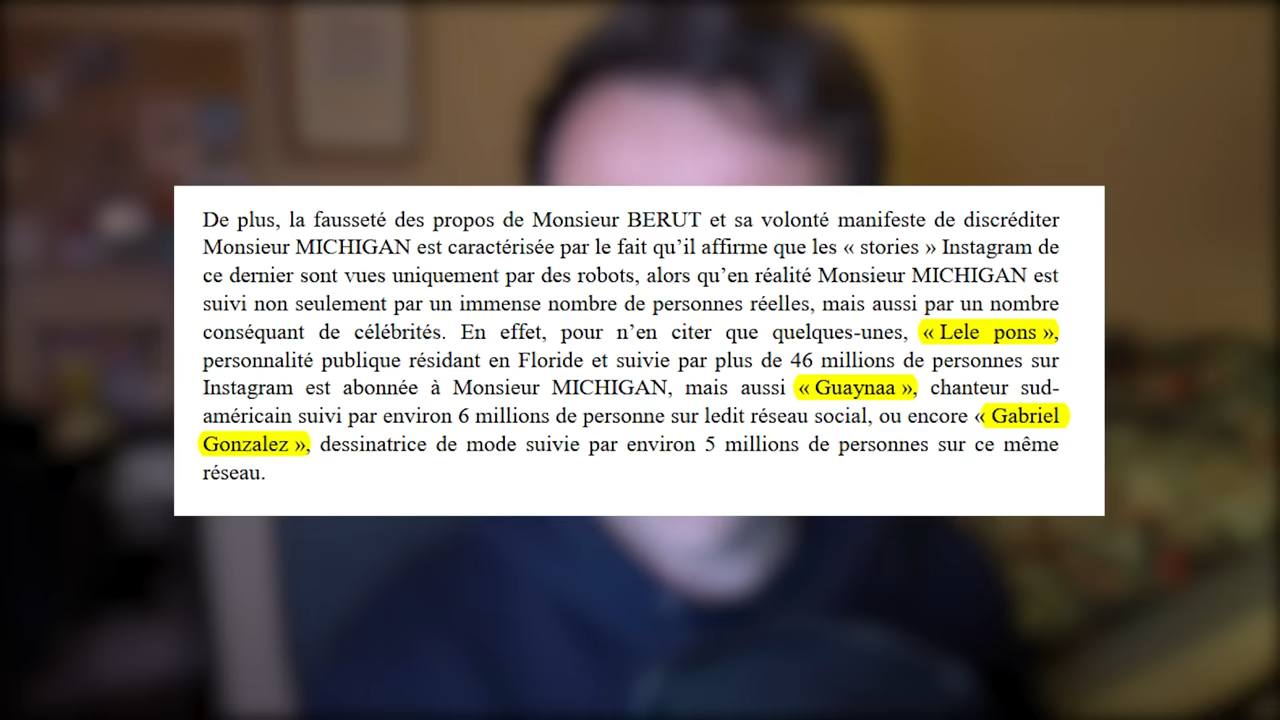 De plus, la fausseté des propos de Monsieur BERUT et sa volonté manifeste de discréditer
Monsieur MICHIGAN est caractérisée par le fait qu’il affirme que les « stories » Instagram de
ce dernier sont vues uniquement par des robots, alors qu’en réalité Monsieur MICHIGAN est
suivi non seulement par un immense nombre de personnes réelles, mais aussi par un nombre
conséquant de célébrités. En effet, pour n’en citer que quelques-unes, « Lele pons »,
personnalité publique résidant en Floride et suivie par plus de 46 millions de personnes sur
Instagram est abonnée à Monsieur MICHIGAN, mais aussi « Guaynaa », chanteur sud-
américain suivi par environ 6 millions de personne sur ledit réseau social, ou encore « Gabriel
Gonzalez », dessinatrice de mode suivie par environ 5 millions de personnes sur ce même
réseau.